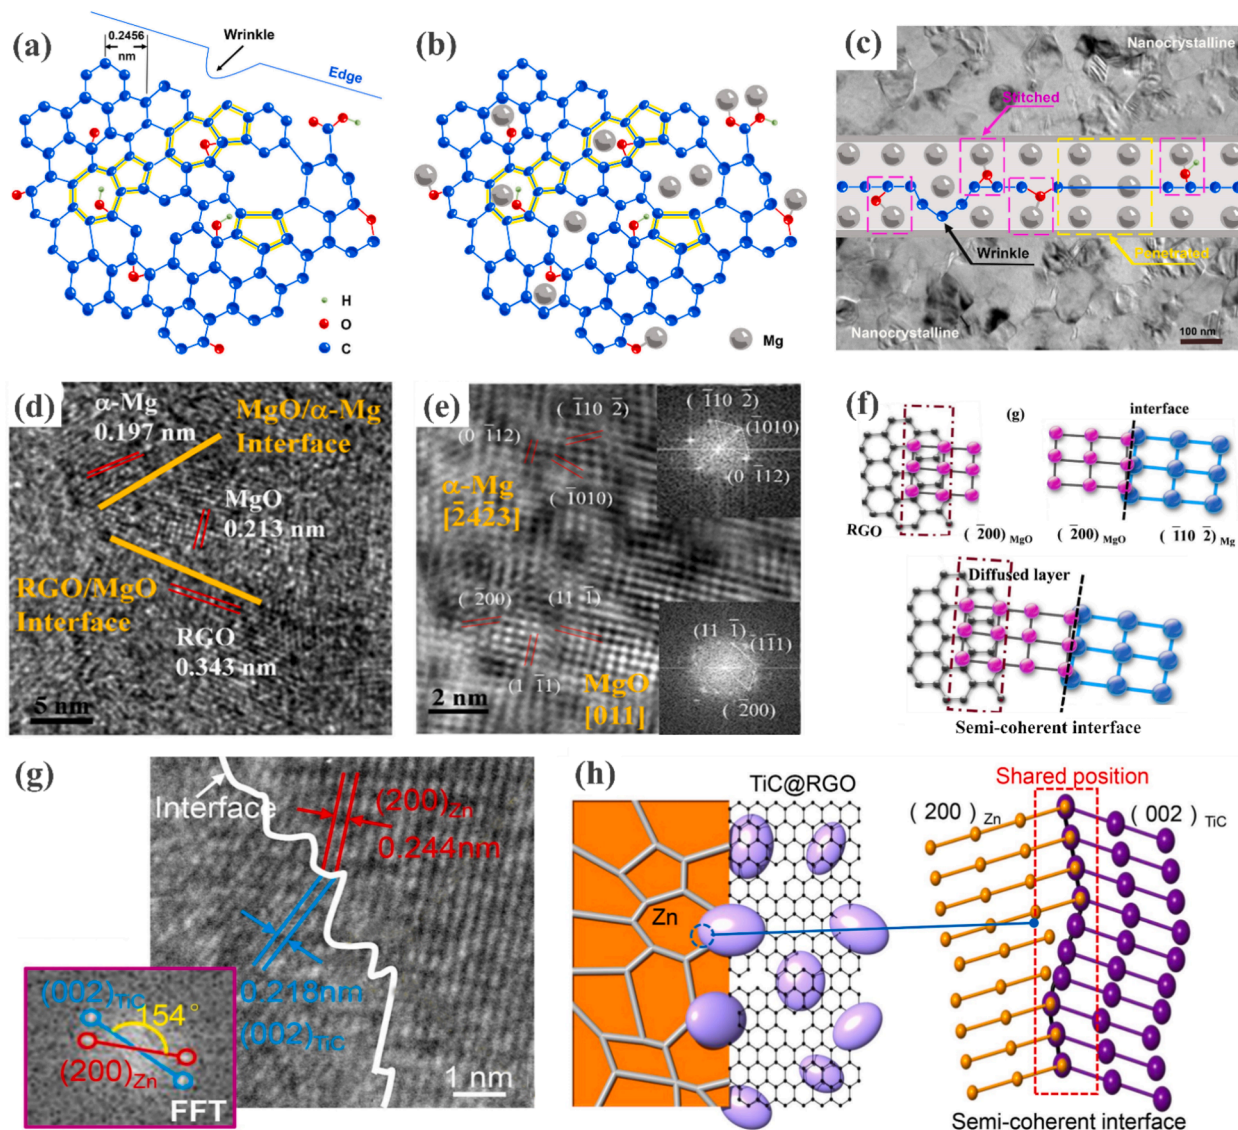 (a)
0.2456
nm
Wrinkle
Edge
H
O
C
(b)
Mg
(c)
Nanocrystalline
Stitched
Wrinkle
Penetrated
Nanocrystalline
100 nm
(d)
α-Mg
0.197 nm
MgO/α-Mg
Interface
MgO
0.213 nm
RGO/MgO
Interface
RGO
0.343 nm
5 nm
(e)
(0 1̅12)
(1̅10 2̅)
α-Mg
[2̅42̅3]
(1̅010)
(1̅10 2̅)
(1̅010)
(0 1̅12)
(2̅00)
(11 1̅)
(1 1̅1)
MgO
[011]
2 nm
(11 1̅)
(11̅1)
(2̅00)
(f)
(g)
interface
RGO
(2̅00) MgO
(2̅00) MgO
(1̅10 2̅) Mg
Diffused layer
Semi-coherent interface
(g)
Interface
(200)Zn
0.244nm
0.218nm
(002)TiC
1 nm
(002)TiC
154°
(200)Zn
FFT
(h)
TiC@RGO
Zn
Shared position
(200) Zn
(002) TiC
Semi-coherent interface